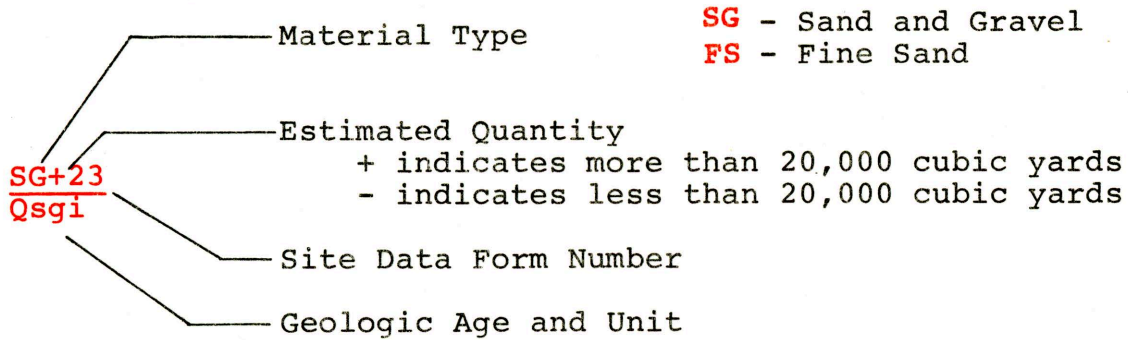 Material Type
SG - Sand and Gravel
FS - Fine Sand
Estimated Quantity
+ indicates more than 20,000 cubic yards
- indicates less than 20,000 cubic yards
SG+23
Qsgi
Site Data Form Number
Geologic Age and Unit